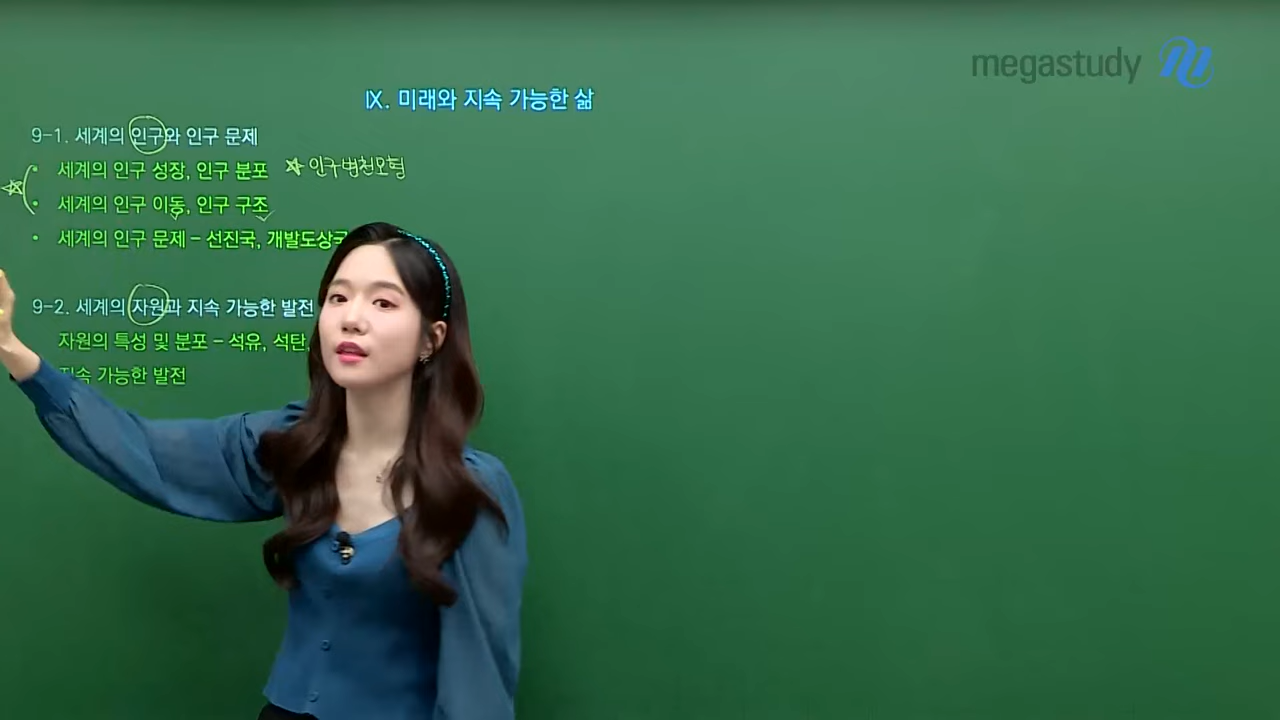 megastudy
Ⅸ. 미래와 지속 가능한 삶
9-1. 세계의 인구와 인구 문제
• 세계의 인구 성장, 인구 분포 ☆ 인구변천모형
• 세계의 인구 이동, 인구 구조
• 세계의 인구 문제 - 선진국, 개발도상국
9-2. 세계의 자원과 지속 가능한 발전
자원의 특성 및 분포 - 석유, 석탄,
지속 가능한 발전